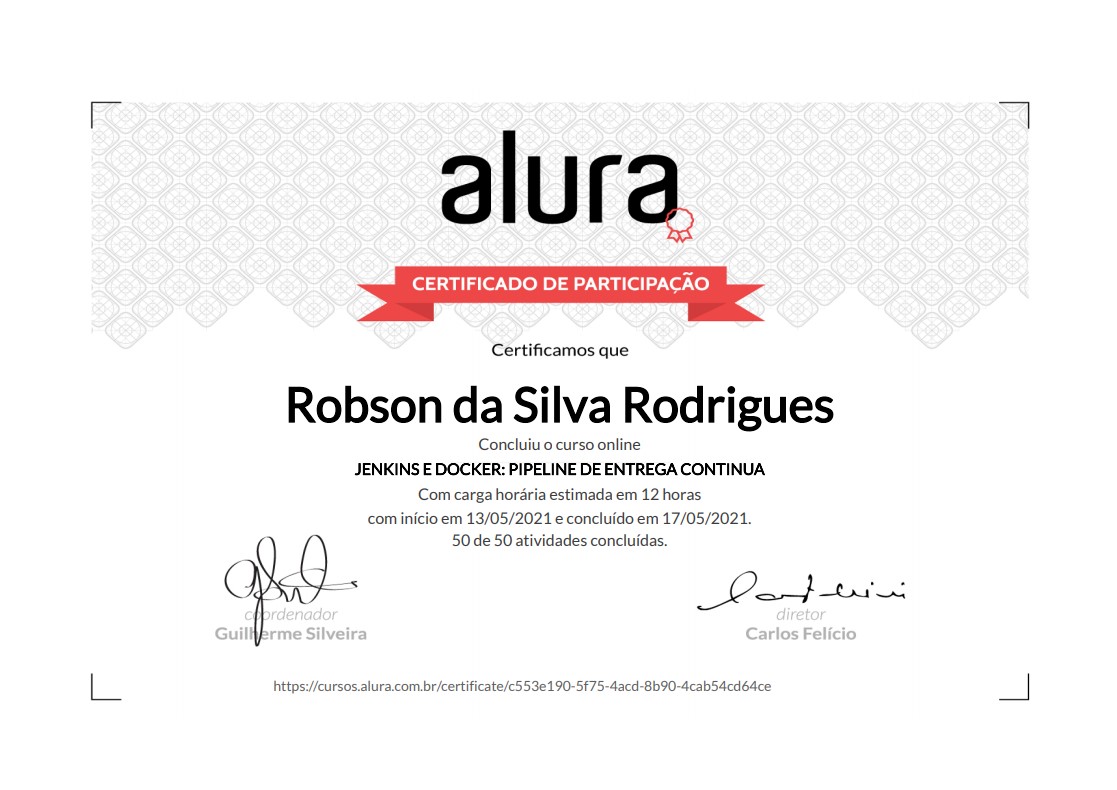 alura
CERTIFICADO DE PARTICIPAÇÃO
Certificamos que
Robson da Silva Rodrigues
Concluiu o curso online
JENKINS E DOCKER: PIPELINE DE ENTREGA CONTINUA
Com carga horária estimada em 12 horas
com início em 13/05/2021 e concluído em 17/05/2021.
50 de 50 atividades concluídas.
coordenador
Guilherme Silveira
diretor
Carlos Felício
https://cursos.alura.com.br/certificate/c553e190-5f75-4acd-8b90-4cab54cd64ce